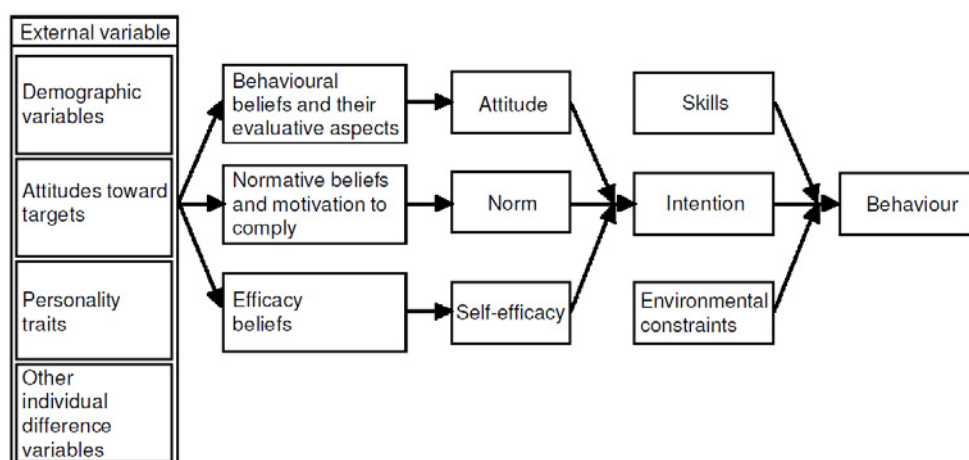 External variable
Demographic
variables
Attitudes toward
targets
Personality
traits
Other
individual
difference
variables
Behavioural
beliefs and their
evaluative aspects
Normative beliefs
and motivation to
comply
Efficacy
beliefs
Attitude
Norm
Self-efficacy
Skills
Intention
Environmental
constraints
Behaviour